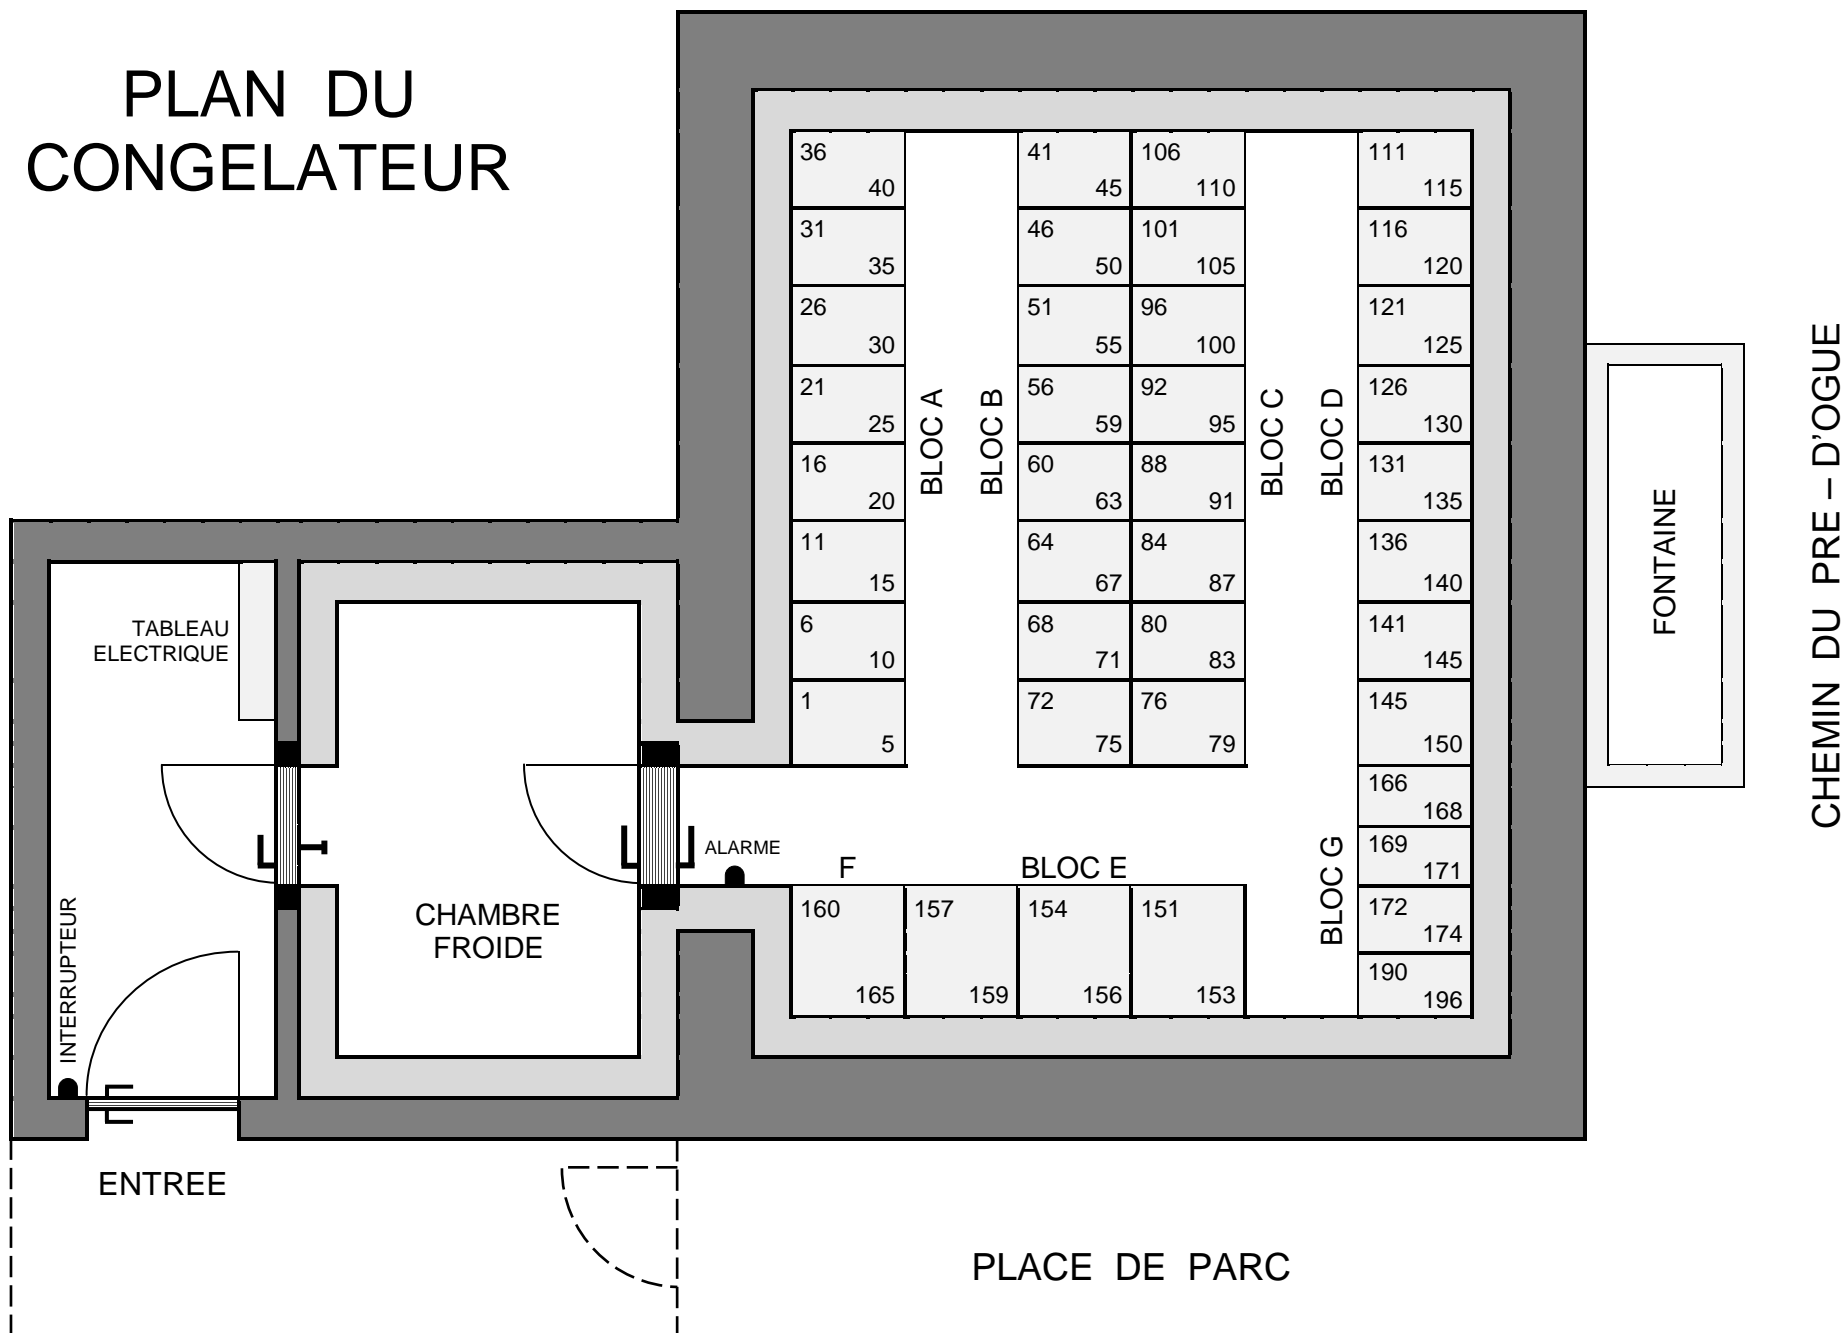 PLAN DU
CONGELATEUR
36 41 106 111
40 45 110 115
31 46 101 116
35 50 105 120
26 51 96 121
30 55 100 125
21 56 92 126
25 59 95 130
16 60 88 131
20 63 91 135
11 64 84 136
15 67 87 140
6 68 80 141
10 71 83 145
1 72 76 145
5 75 79 150
166
168
169
171
172
174
190
196
BLOC A
BLOC B
BLOC C
BLOC D
BLOC G
FONTAINE
CHEMIN DU PRE – D'OGUE
TABLEAU
ELECTRIQUE
ALARME
F
BLOC E
160 157 154 151
165 159 156 153
CHAMBRE
FROIDE
INTERRUPTEUR
ENTREE
PLACE DE PARC